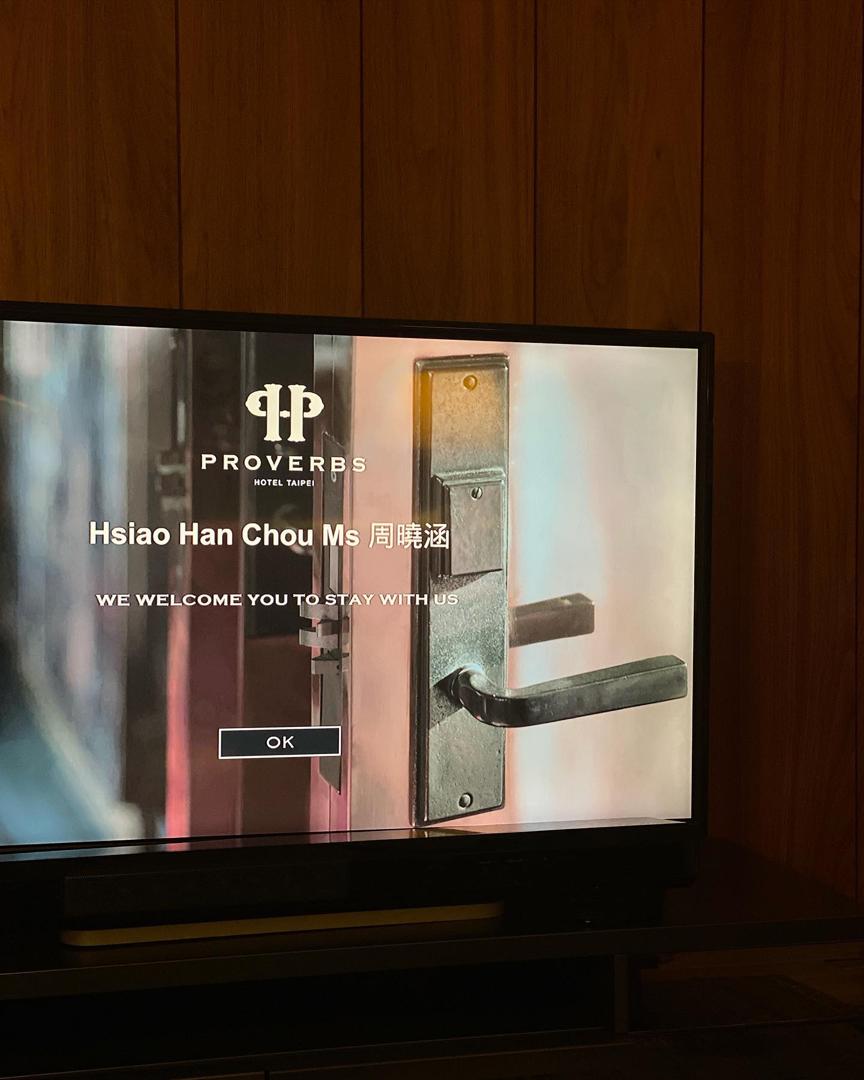 PROVERBS
HOTEL TAIPEI
Hsiao Han Chou Ms 周曉涵
WE WELCOME YOU TO STAY WITH US
OK